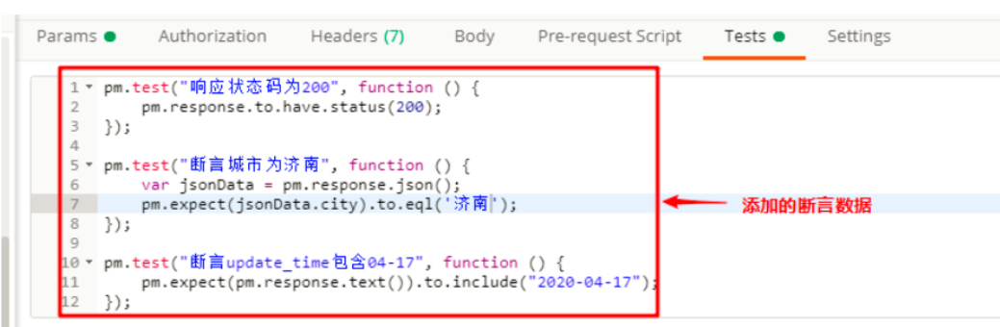 Params Authorization Headers (7) Body Pre-request Script Tests Settings
1 pm.test("响应状态码为200", function () {
2 pm.response.to.have.status(200);
3 });
4
5 pm.test("断言城市为济南", function () {
6 var jsonData = pm.response.json();
7 pm.expect(jsonData.city).to.eql('济南');
添加的断言数据
8 });
9
10 pm.test("断言update_time包含04-17", function () {
11 pm.expect(pm.response.text()).to.include("2020-04-17");
12 });